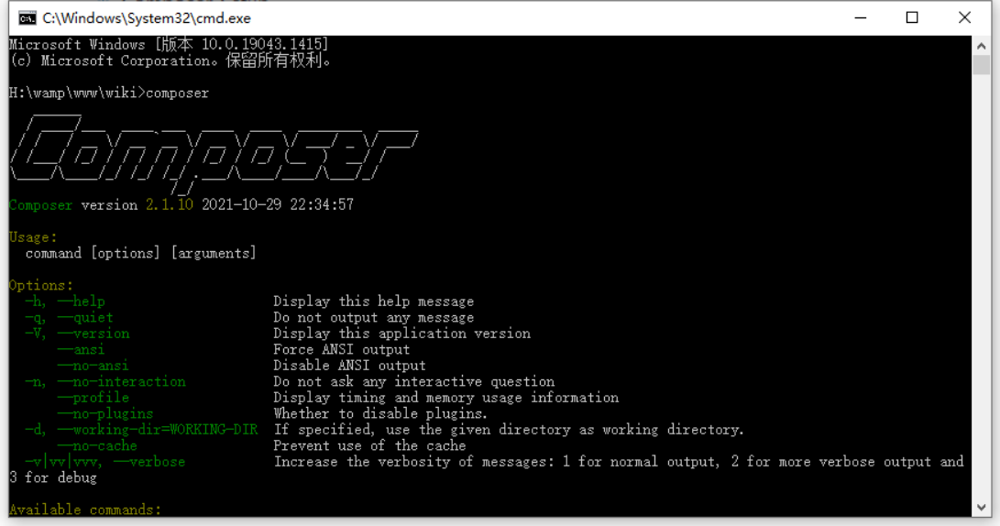 C:\Windows\System32\cmd.exe
Microsoft Windows [版本 10.0.19043.1415]
(c) Microsoft Corporation。保留所有权利。
H:\wamp\www\wiki>composer
Composer
Composer version 2.1.10 2021-10-29 22:34:57
Usage:
command [options] [arguments]
Options:
-h, --help Display this help message
-q, --quiet Do not output any message
-V, --version Display this application version
--ansi Force ANSI output
--no-ansi Disable ANSI output
-n, --no-interaction Do not ask any interactive question
--profile Display timing and memory usage information
--no-plugins Whether to disable plugins.
-d, --working-dir=WORKING-DIR If specified, use the given directory as working directory.
--no-cache Prevent use of the cache
-v|vv|vvv, --verbose Increase the verbosity of messages: 1 for normal output, 2 for more verbose output and
3 for debug
Available commands: